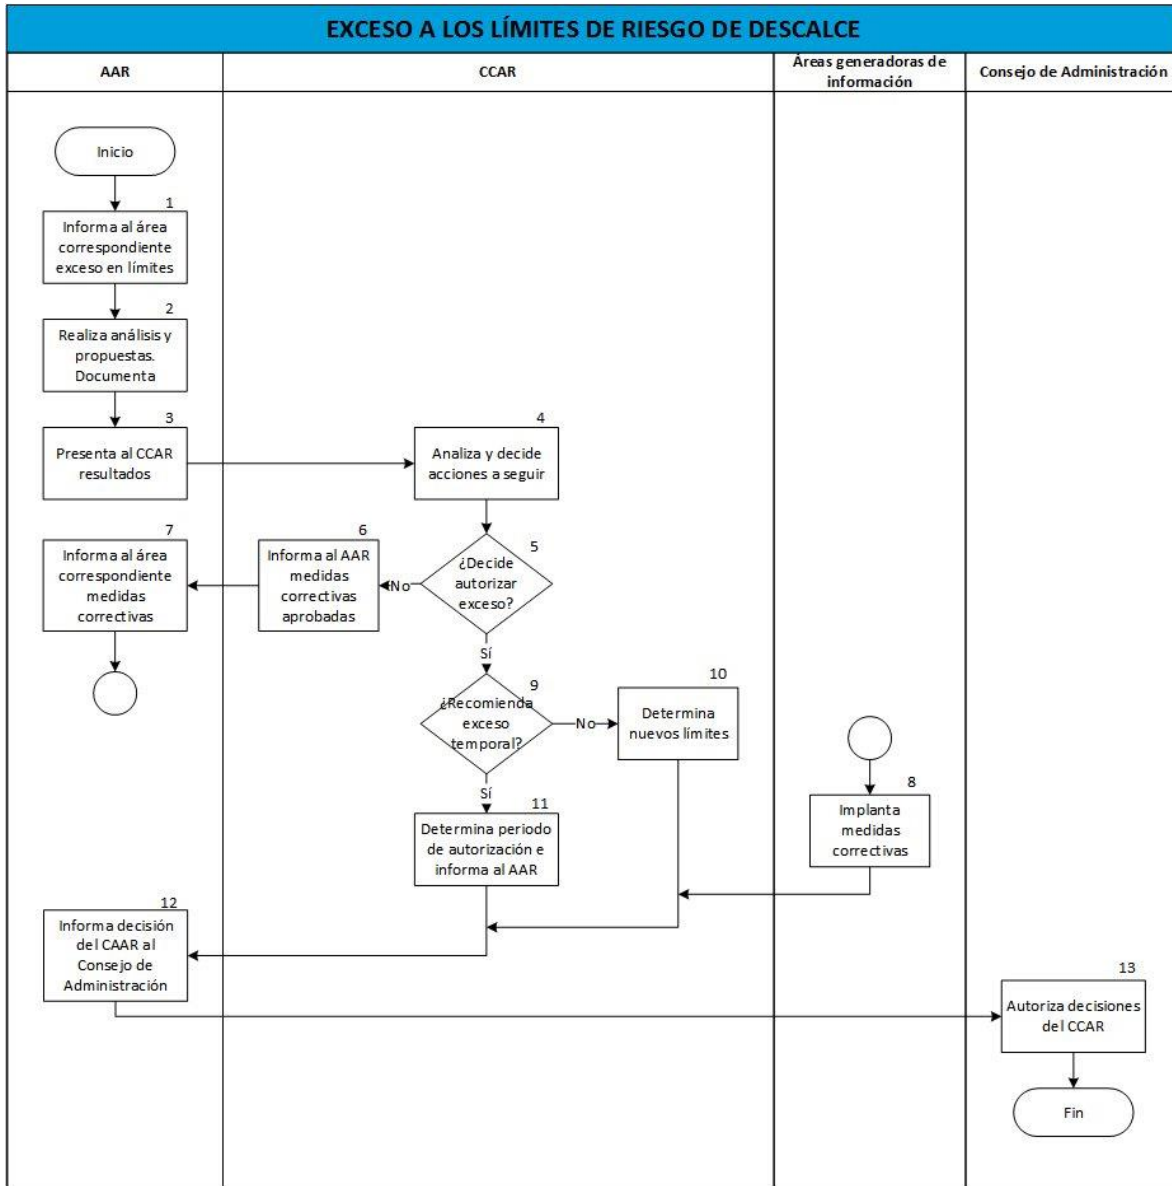 EXCESO A LOS LÍMITES DE RIESGO DE DESCALCE
AAR
CCAR
Áreas generadoras de
información
Consejo de Administración
Inicio
1
Informa al área
correspondiente
exceso en límites
2
Realiza análisis y
propuestas.
Documenta
3
Presenta al CCAR
resultados
4
Analiza y decide
acciones a seguir
5
¿Decide
autorizar
exceso?
No
Sí
6
Informa al AAR
medidas
correctivas
aprobadas
7
Informa al área
correspondiente
medidas
correctivas
9
¿Recomienda
exceso
temporal?
No
Sí
10
Determina
nuevos límites
8
Implanta
medidas
correctivas
11
Determina periodo
de autorización e
informa al AAR
12
Informa decisión
del CAAR al
Consejo de
Administración
13
Autoriza decisiones
del CCAR
Fin